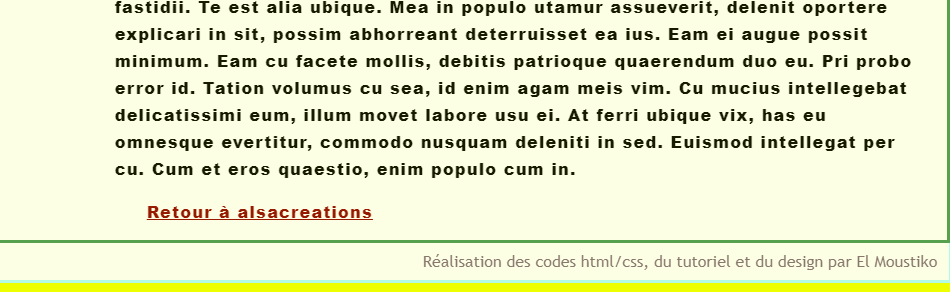 fastidii. Te est alia ubique. Mea in populo utamur assueverit, delenit oportere
explicari in sit, possim abhorreant deterruisset ea ius. Eam ei augue possit
minimum. Eam cu facete mollis, debitis patrioque quaerendum duo eu. Pri probo
error id. Tation volumus cu sea, id enim agam meis vim. Cu mucius intellegebat
delicatissimi eum, illum movet labore usu ei. At ferri ubique vix, has eu
omnesque evertitur, commodo nusquam deleniti in sed. Euismod intellegat per
cu. Cum et eros quaestio, enim populo cum in.
Retour à alsacreations
Réalisation des codes html/css, du tutoriel et du design par El Moustiko